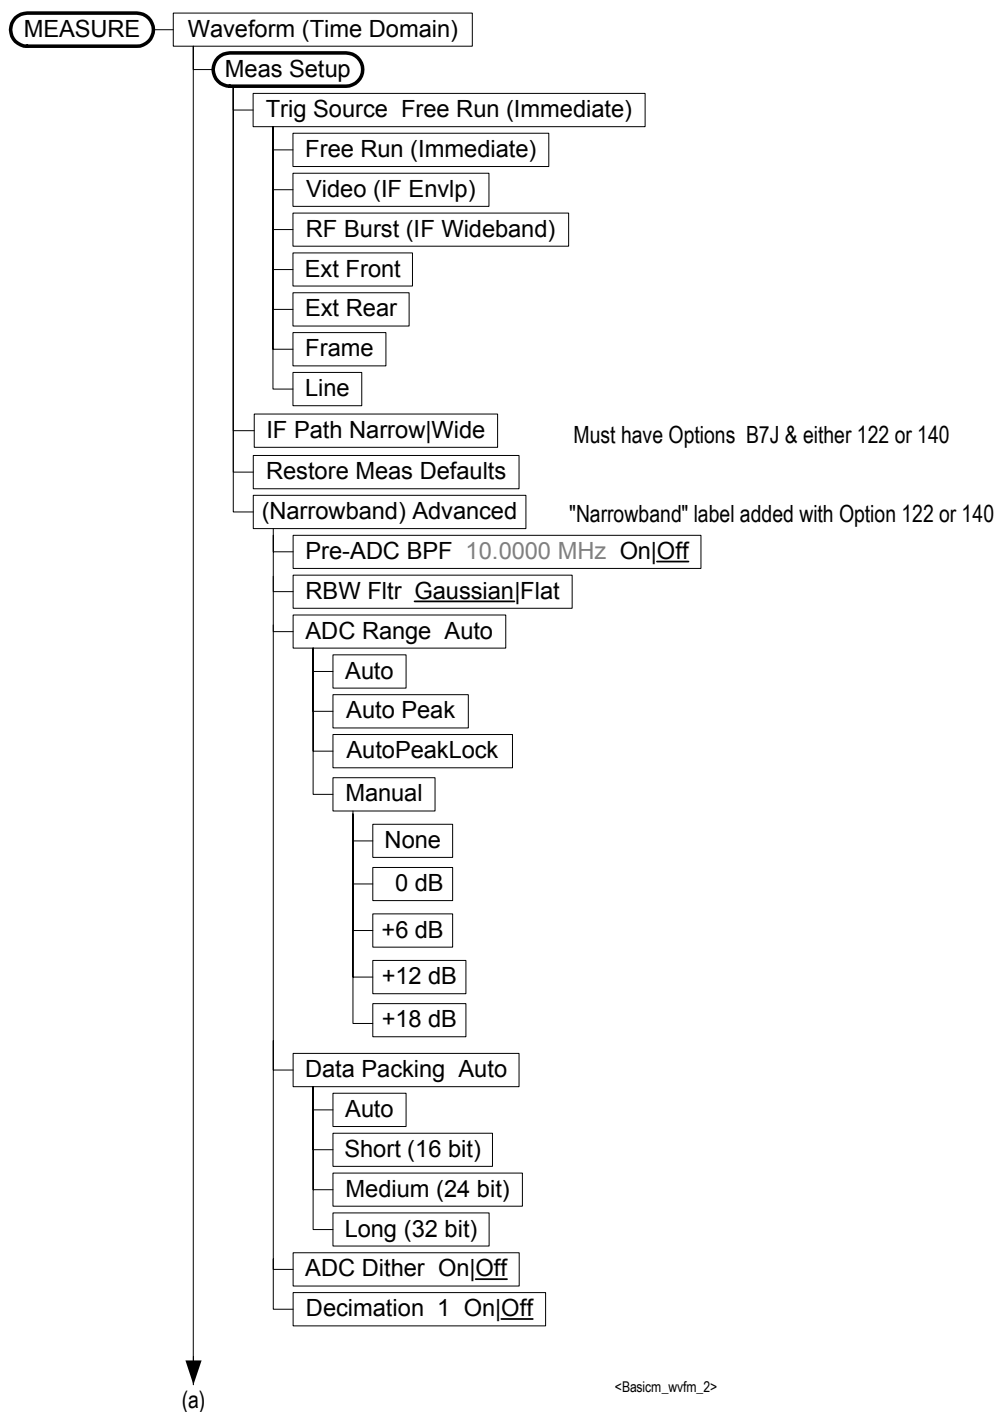 MEASURE Waveform (Time Domain)
Meas Setup
Trig Source Free Run (Immediate)
Free Run (Immediate)
Video (IF Envlp)
RF Burst (IF Wideband)
Ext Front
Ext Rear
Frame
Line
IF Path Narrow|Wide Must have Options B7J & either 122 or 140
Restore Meas Defaults
(Narrowband) Advanced "Narrowband" label added with Option 122 or 140
Pre-ADC BPF 10.0000 MHz On|Off
RBW Fltr Gaussian|Flat
ADC Range Auto
Auto
Auto Peak
AutoPeakLock
Manual
None
0 dB
+6 dB
+12 dB
+18 dB
Data Packing Auto
Auto
Short (16 bit)
Medium (24 bit)
Long (32 bit)
ADC Dither On|Off
Decimation 1 On|Off
(a) <Basicm_wvfm_2>